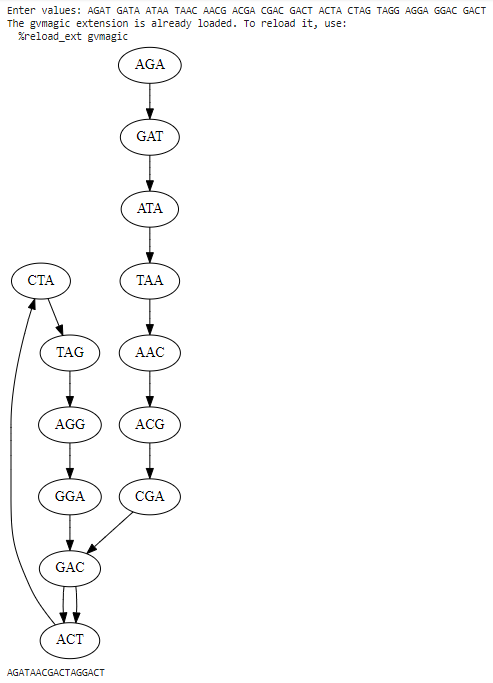 Enter values: AGAT GATA ATAA TAAC AACG ACGA CGAC GACT ACTA CTAG TAGG AGGA GGAC GACT
The gvmagic extension is already loaded. To reload it, use:
%reload_ext gvmagic
AGA
GAT
ATA
CTA
TAA
TAG
AAC
AGG
ACG
GGA
CGA
GAC
ACT
AGATAACGACTAGGACT